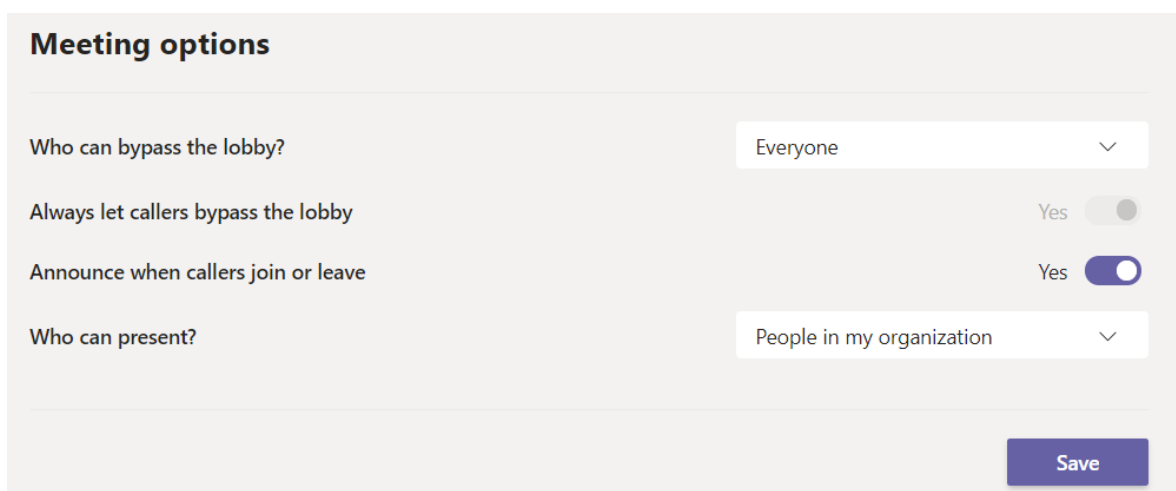 Meeting options
Who can bypass the lobby? Everyone
Always let callers bypass the lobby Yes
Announce when callers join or leave Yes
Who can present? People in my organization
Save